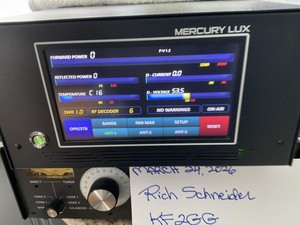 MERCURY LUX
FORWARD POWER 0
P-V1.2
REFLECTED POWER 0
D - CURRENT 0.0
TEMPERATURE C 16
D - VOLTAGE 53.5
SWR 1.0
RF DECODER 6
NO WARNINGS
ON AIR
OPR/STB
BANDS
FAN MAX
SETUP
RESET
ANT-1
ANT-2
ANT-3
MARCH 24, 2026
Rich Schneider
KF2GG